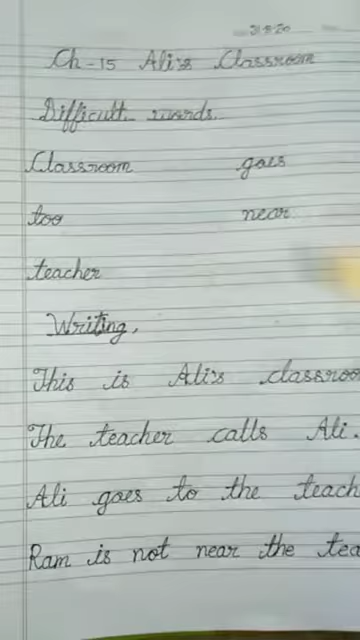 Ch-15 Ali's Classroom
Difficult words.
Classroom goes
too near
teacher
Writing,
This is Ali's classroo
The teacher calls Ali.
Ali goes to the teach
Ram is not near the tea